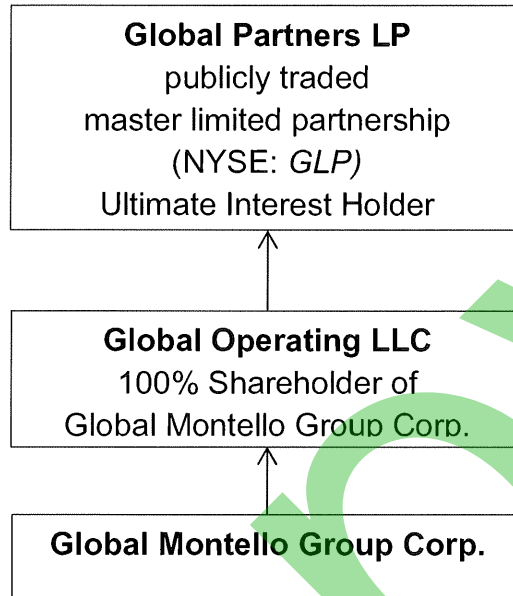 Global Partners LP
publicly traded
master limited partnership
(NYSE: GLP)
Ultimate Interest Holder
Global Operating LLC
100% Shareholder of
Global Montello Group Corp.
Global Montello Group Corp.